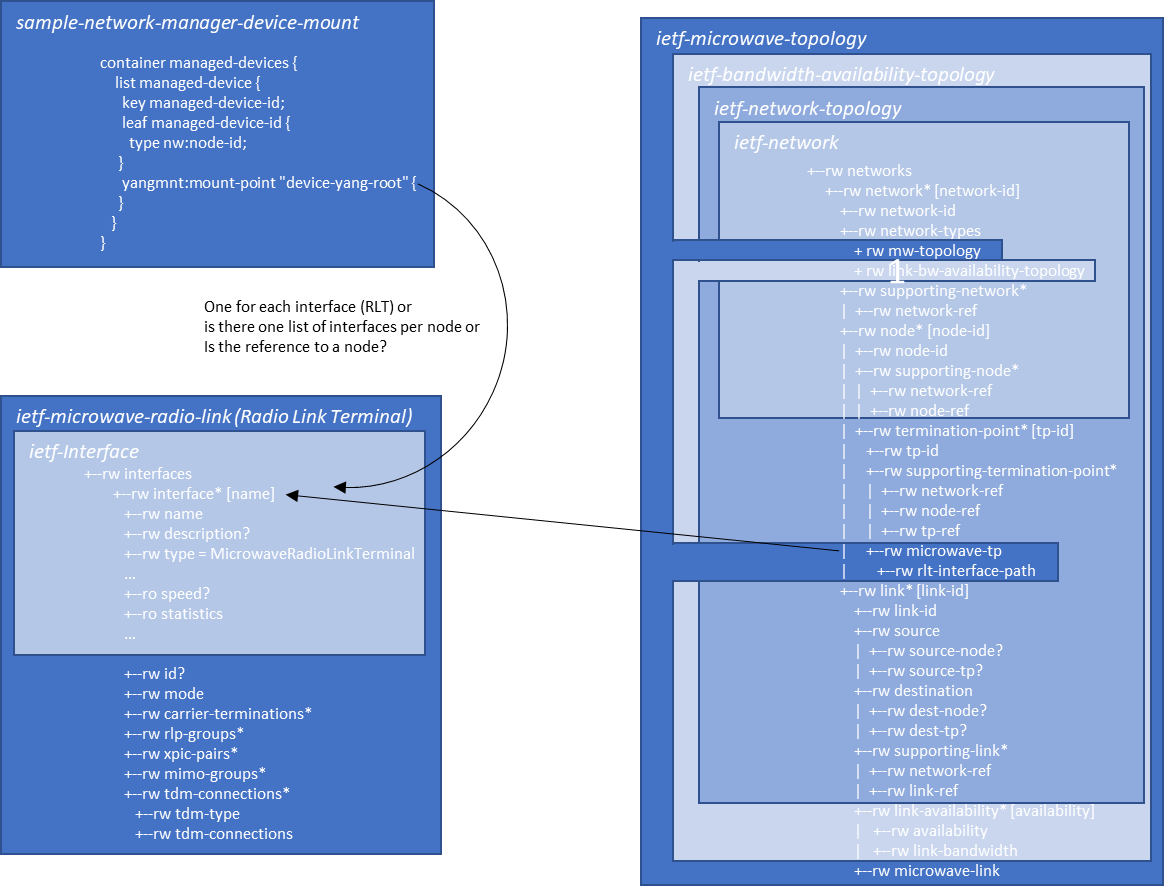 sample-network-manager-device-mount
container managed-devices {
list managed-device {
key managed-device-id;
leaf managed-device-id {
type nw:node-id;
}
yangmnt:mount-point "device-yang-root" {
}
}
}
One for each interface (RLT) or
is there one list of interfaces per node or
Is the reference to a node?
ietf-microwave-radio-link (Radio Link Terminal)
ietf-Interface
+--rw interfaces
+--rw interface* [name]
+--rw name
+--rw description?
+--rw type = MicrowaveRadioLinkTerminal
...
+--ro speed?
+--ro statistics
...
+--rw id?
+--rw mode
+--rw carrier-terminations*
+--rw rlp-groups*
+--rw xpic-pairs*
+--rw mimo-groups*
+--rw tdm-connections*
+--rw tdm-type
+--rw tdm-connections
ietf-microwave-topology
ietf-bandwidth-availability-topology
ietf-network-topology
ietf-network
+--rw networks
+--rw network* [network-id]
+--rw network-id
+--rw network-types
+ rw mw-topology
+ rw link-bw-availability-topology
1
+--rw supporting-network*
| +--rw network-ref
+--rw node* [node-id]
| +--rw node-id
| +--rw supporting-node*
| | +--rw network-ref
| | +--rw node-ref
| +--rw termination-point* [tp-id]
| +--rw tp-id
| +--rw supporting-termination-point*
| | +--rw network-ref
| | +--rw node-ref
| | +--rw tp-ref
| +--rw microwave-tp
| +--rw rlt-interface-path
+--rw link* [link-id]
+--rw link-id
+--rw source
| +--rw source-node?
| +--rw source-tp?
+--rw destination
| +--rw dest-node?
| +--rw dest-tp?
+--rw supporting-link*
| +--rw network-ref
| +--rw link-ref
+--rw link-availability* [availability]
| +--rw availability
| +--rw link-bandwidth
+--rw microwave-link